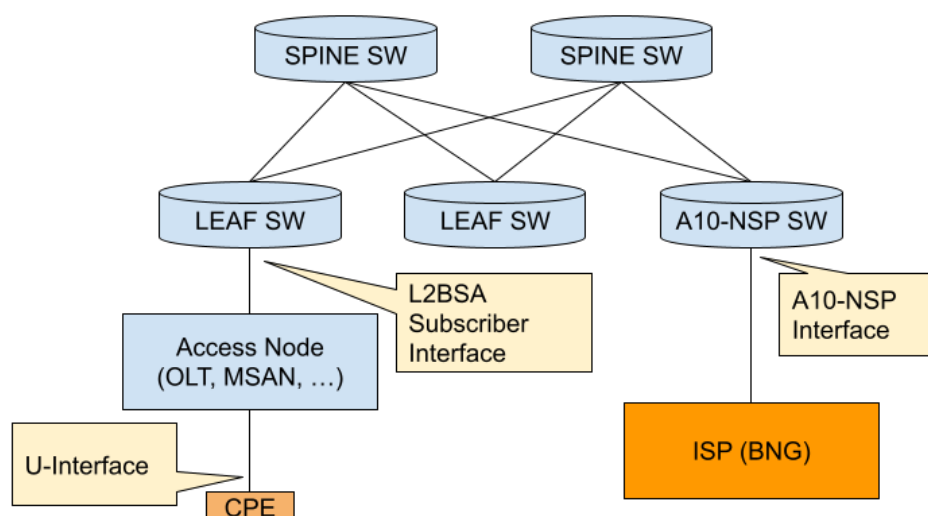 SPINE SW
SPINE SW
LEAF SW
LEAF SW
A10-NSP SW
L2BSA
Subscriber
Interface
A10-NSP
Interface
Access Node
(OLT, MSAN, …)
U-Interface
ISP (BNG)
CPE